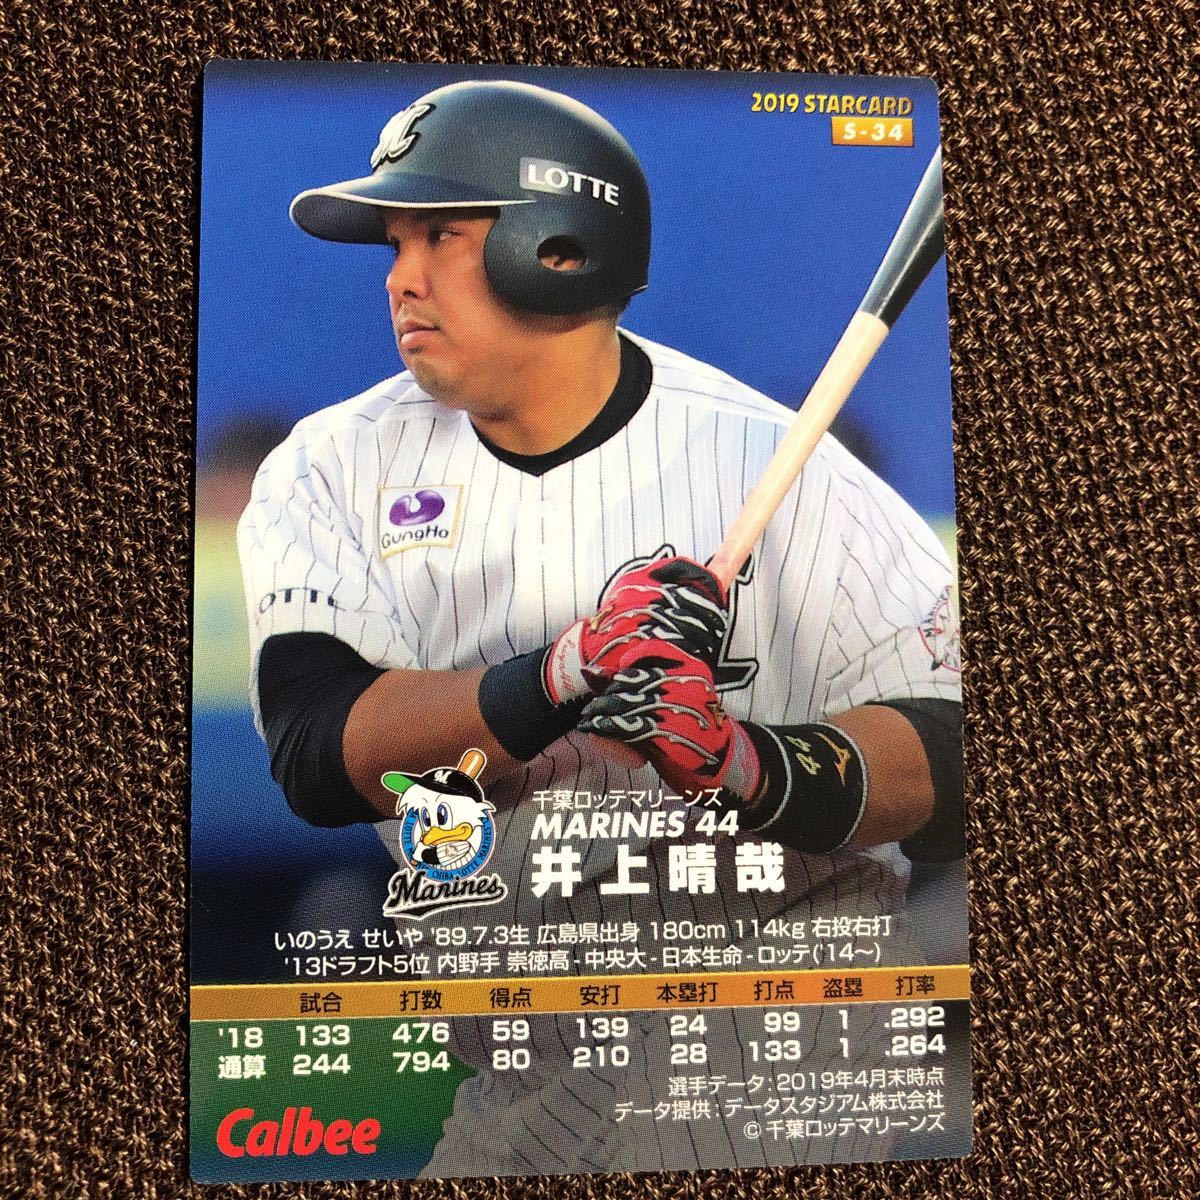 2019 STARCARD
S-34
M
LOTTE
GungHo
LOTTE
44
千葉ロッテマリーンズ
MARINES 44
井上晴哉
M
CHIBA LOTTE MARINES
Marines
いのうえ せいや '89.7.3生 広島県出身 180cm 114kg 右投右打
'13ドラフト5位 内野手 崇徳高-中央大-日本生命-ロッテ('14〜)
試合 打数 得点 安打 本塁打 打点 盗塁 打率
'18 133 476 59 139 24 99 1 .292
通算 244 794 80 210 28 133 1 .264
選手データ:2019年4月末時点
データ提供:データスタジアム株式会社
©千葉ロッテマリーンズ
Calbee